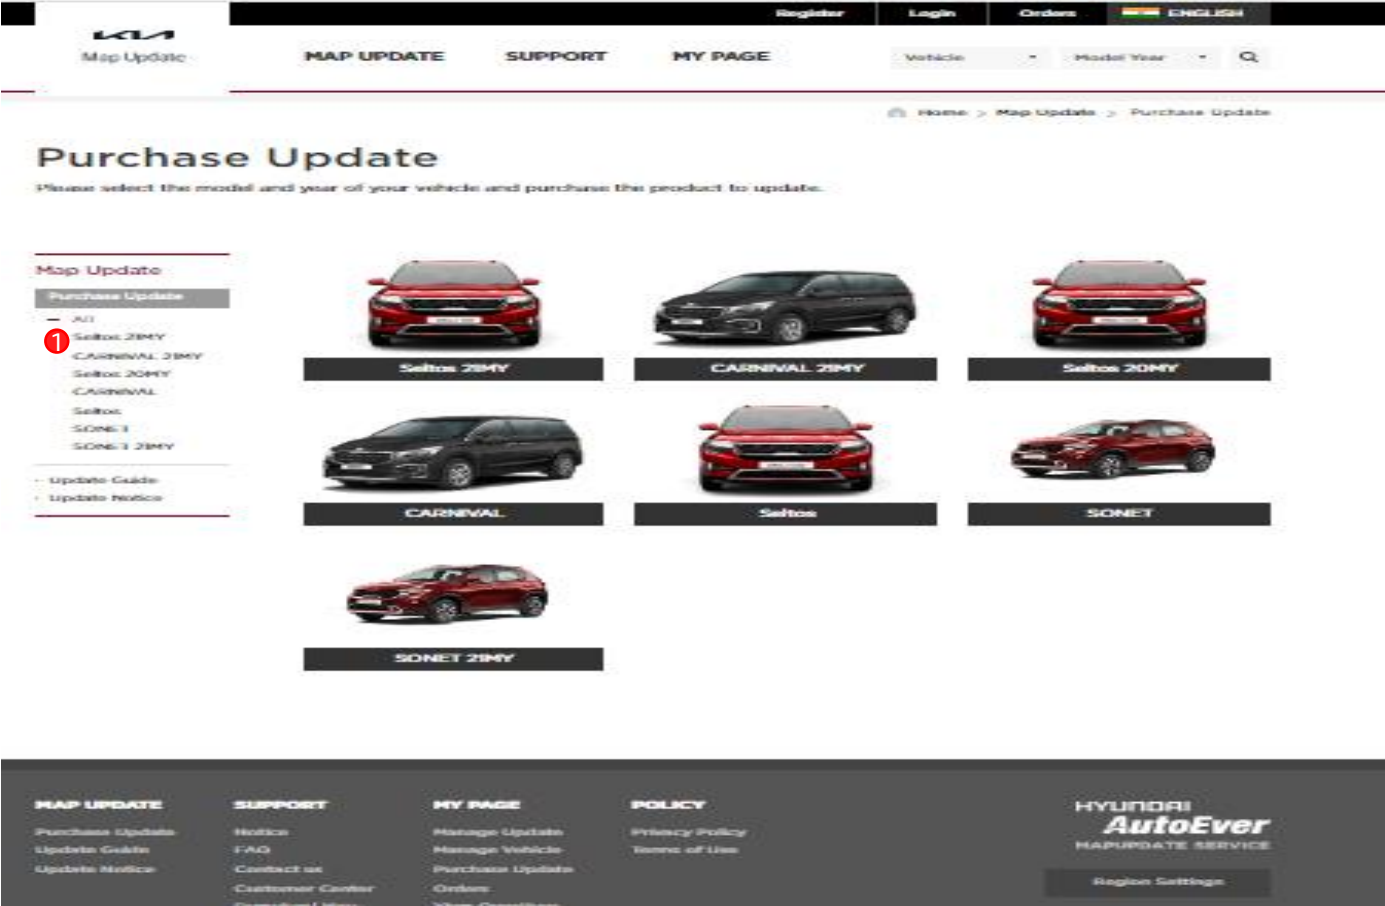 Register Login Orders ENGLISH
KIA
Map Update
MAP UPDATE SUPPORT MY PAGE Vehicle Model Year
Home > Map Update > Purchase Update
Purchase Update
Please select the model and year of your vehicle and purchase the product to update.
Map Update
Purchase Update
All
1
Seltos 21MY
CARNIVAL 21MY
Seltos 20MY
CARNIVAL
Seltos
SONET
SONET 21MY
Update Guide
Update Notice
Seltos 21MY CARNIVAL 21MY Seltos 20MY
CARNIVAL Seltos SONET
SONET 21MY
MAP UPDATE SUPPORT MY PAGE POLICY
Purchase Update Notice Manage Update Privacy Policy
Update Guide FAQ Manage Vehicle Terms of Use
Update Notice Contact us Purchase Update
Customer Center Orders
HYUNDAI
AutoEver
MAPUPDATE SERVICE
Region Settings